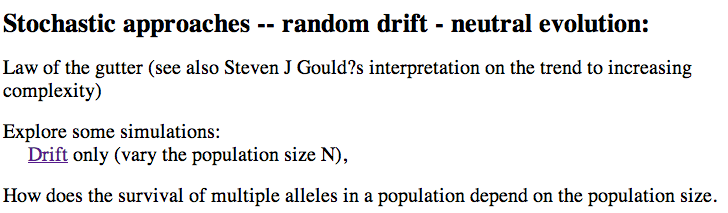 Stochastic approaches -- random drift - neutral evolution:
Law of the gutter (see also Steven J Gould?s interpretation on the trend to increasing
complexity)
Explore some simulations:
Drift only (vary the population size N),
How does the survival of multiple alleles in a population depend on the population size.